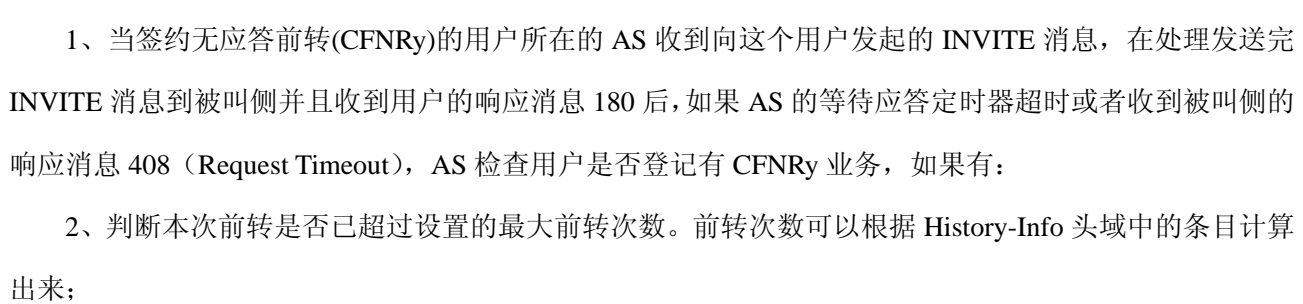 1、当签约无应答前转(CFNRy)的用户所在的 AS 收到向这个用户发起的 INVITE 消息，在处理发送完
INVITE 消息到被叫侧并且收到用户的响应消息 180 后，如果 AS 的等待应答定时器超时或者收到被叫侧的
响应消息 408（Request Timeout），AS 检查用户是否登记有 CFNRy 业务，如果有：
2、判断本次前转是否已超过设置的最大前转次数。前转次数可以根据 History-Info 头域中的条目计算
出来；